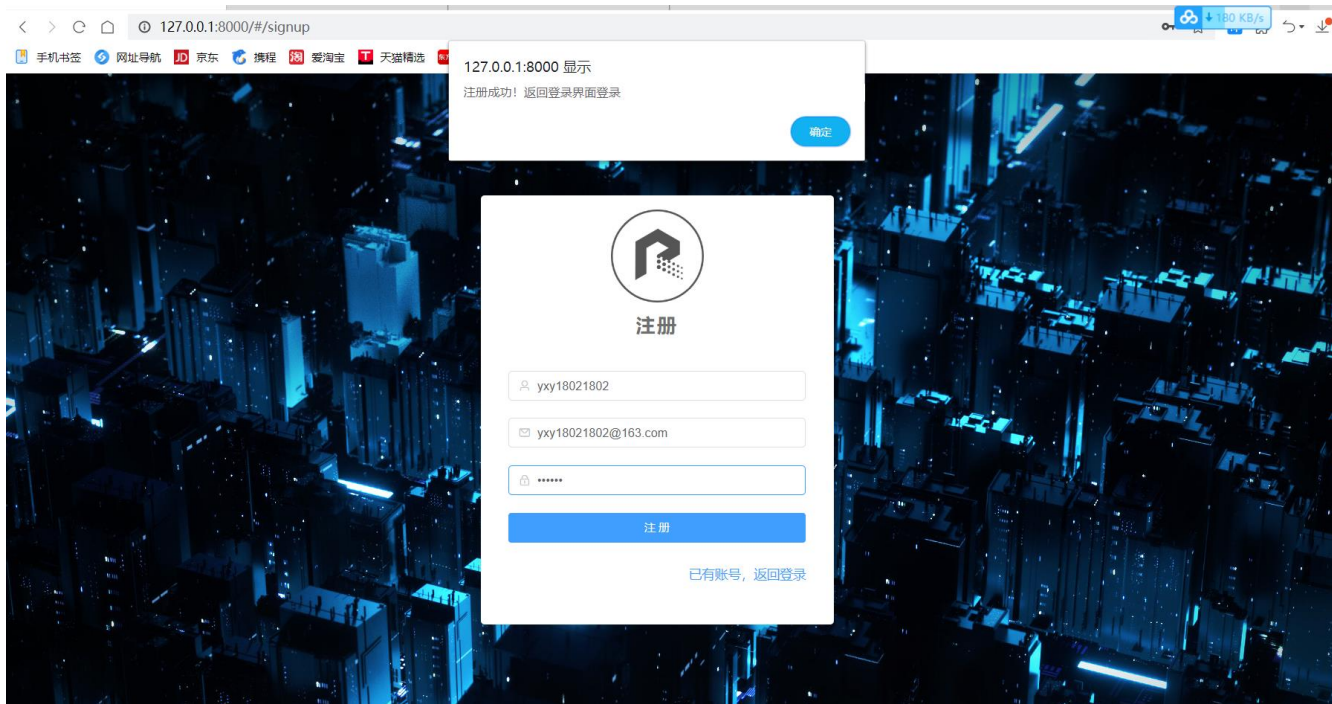 180 KB/s
127.0.0.1:8000/#/signup
手机书签 网址导航 JD 京东 携程 淘 爱淘宝 T 天猫精选
127.0.0.1:8000 显示
注册成功！返回登录界面登录
确定
注册
yxy18021802
yxy18021802@163.com
••••••
注 册
已有账号，返回登录